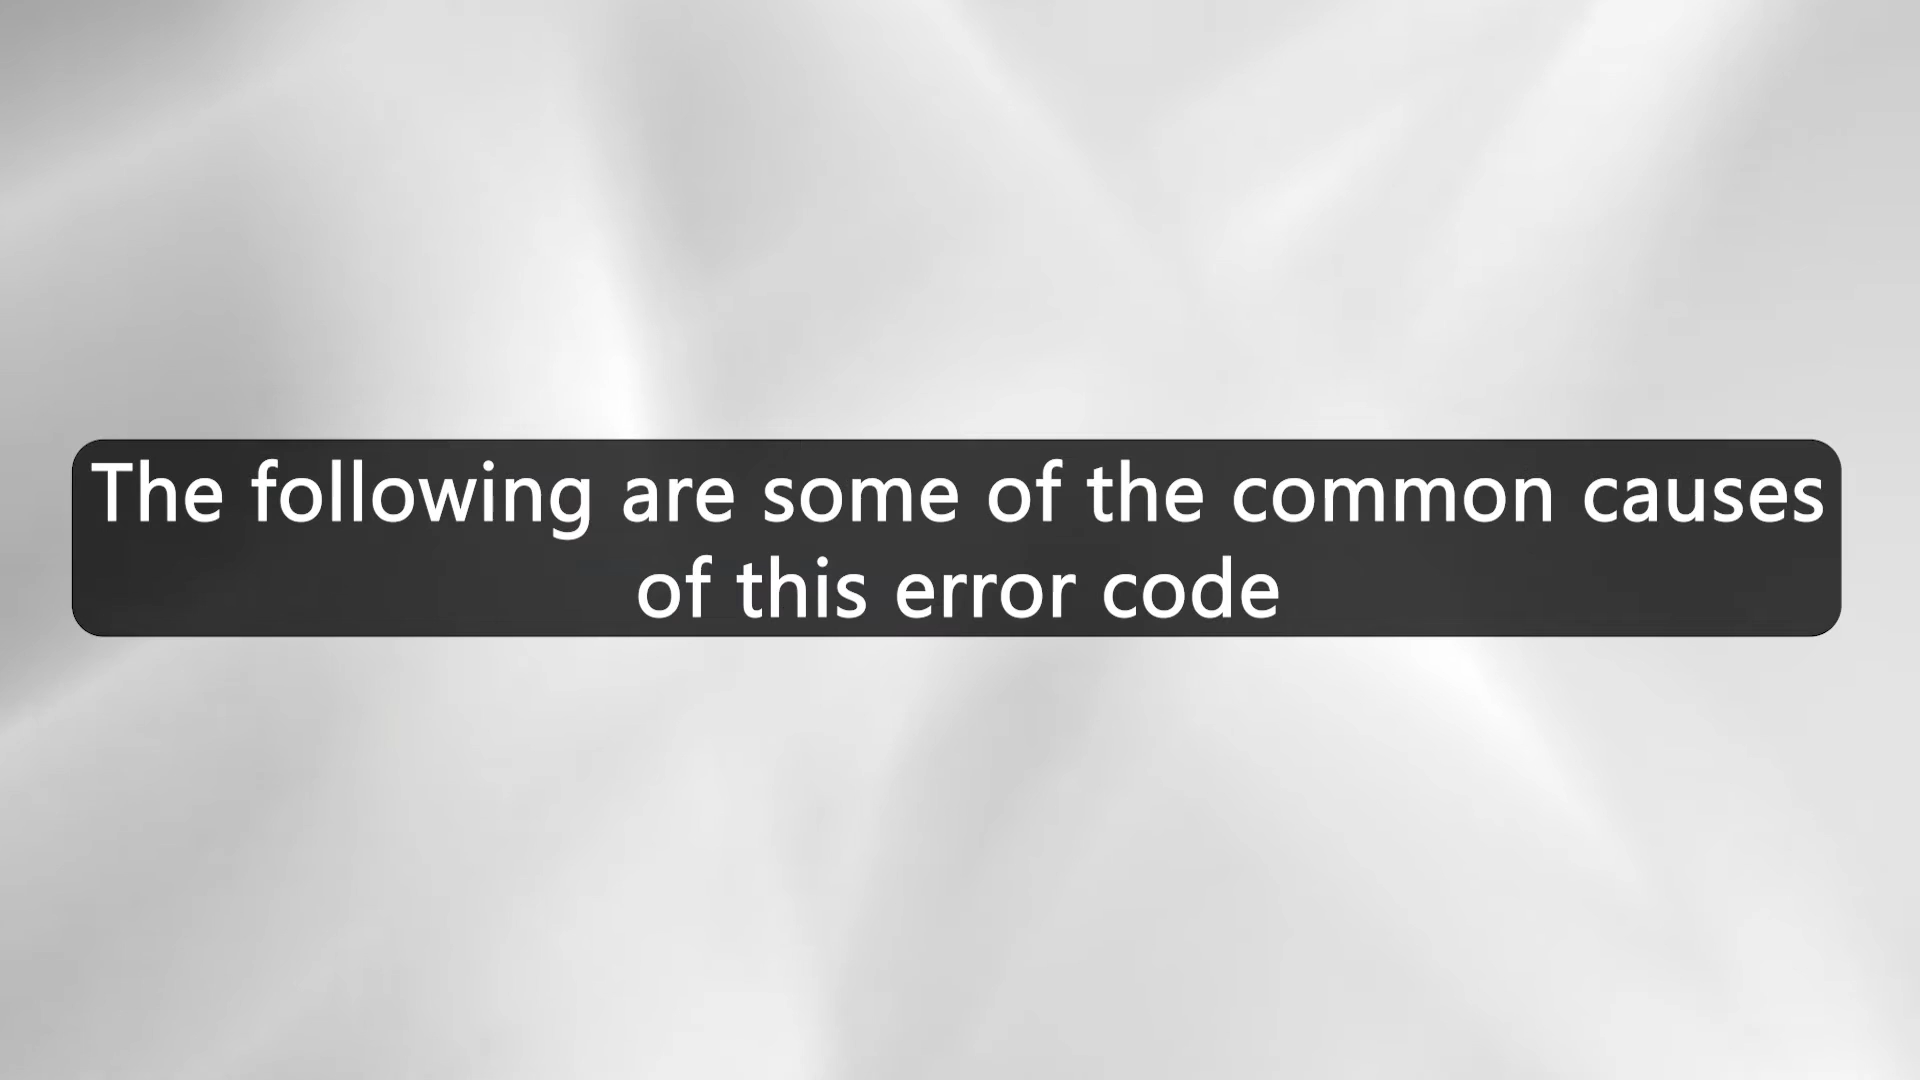 The following are some of the common causes
of this error code